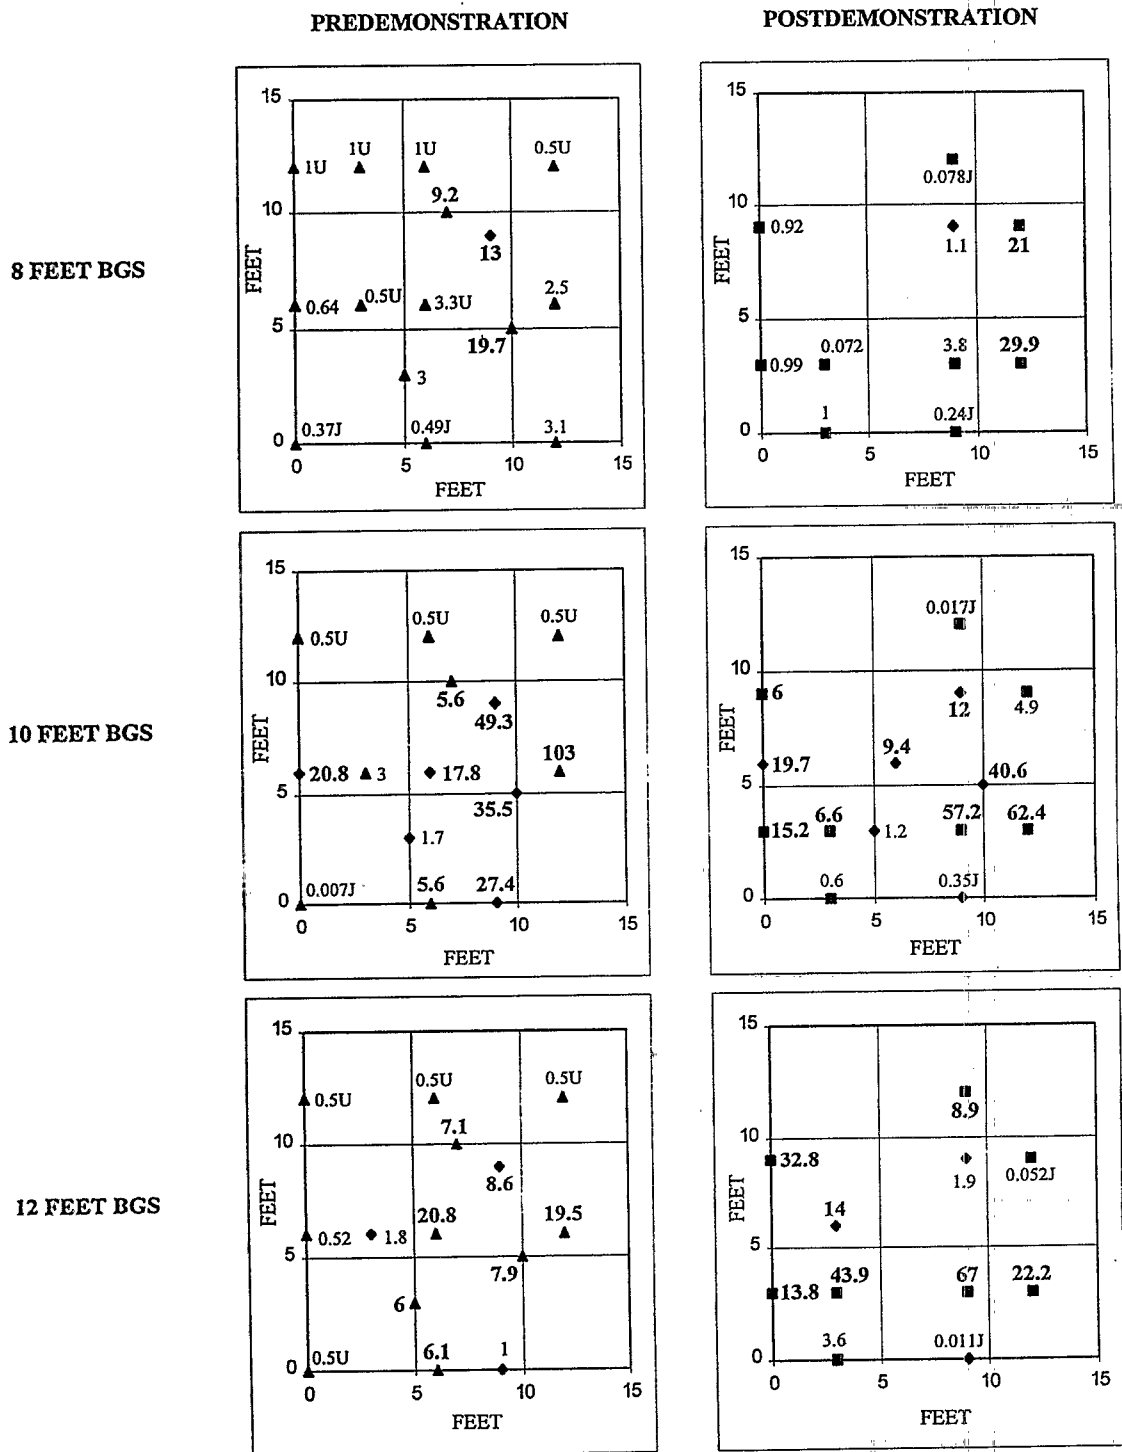 PREDEMONSTRATION
POSTDEMONSTRATION
8 FEET BGS
15
1U
1U
1U
0.5U
9.2
10
13
FEET
0.64
0.5U
3.3U
2.5
5
19.7
3
0.37J
0.49J
3.1
0
0 5 10 15
FEET
15
0.078J
10
0.92
1.1
21
FEET
5
0.072
3.8
29.9
0.99
1
0.24J
0
0 5 10 15
FEET
10 FEET BGS
15
0.5U
0.5U
0.5U
10
5.6
49.3
FEET
103
20.8
3
17.8
5
35.5
1.7
0.007J
5.6
27.4
0
0 5 10 15
FEET
15
0.017J
10
6
12
4.9
FEET
9.4
19.7
40.6
5
6.6
57.2
62.4
15.2
1.2
0.6
0.35J
0
0 5 10 15
FEET
12 FEET BGS
15
0.5U
0.5U
0.5U
7.1
10
8.6
FEET
20.8
19.5
0.52
1.8
5
7.9
6
0.5U
6.1
1
0
0 5 10 15
FEET
15
8.9
10
32.8
1.9
0.052J
FEET
14
5
43.9
67
22.2
13.8
3.6
0.011J
0
0 5 10 15
FEET